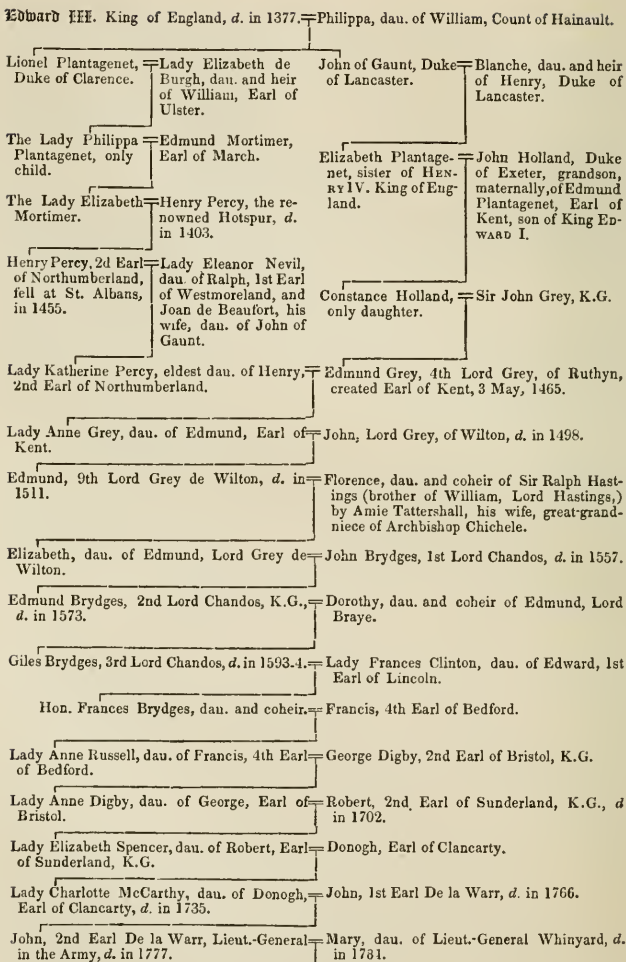 Edward III. King of England, d. in 1377.=Philippa, dau. of William, Count of Hainault.
Lionel Plantagenet,=Lady Elizabeth de
Duke of Clarence. Burgh, dau. and heir
of William, Earl of
Ulster.
John of Gaunt, Duke=Blanche, dau. and heir
of Lancaster. of Henry, Duke of
Lancaster.
The Lady Philippa=Edmund Mortimer,
Plantagenet, only Earl of March.
child.
Elizabeth Plantage-=John Holland, Duke
net, sister of HEN- of Exeter, grandson,
RY IV. King of Eng- maternally, of Edmund
land. Plantagenet, Earl of
Kent, son of King ED-
WARD I.
The Lady Elizabeth=Henry Percy, the re-
Mortimer. nowned Hotspur, d.
in 1403.
Henry Percy, 2d Earl=Lady Eleanor Nevil,
of Northumberland, dau. of Ralph, 1st Earl
fell at St. Albans, of Westmoreland, and
in 1455. Joan de Beaufort, his
wife, dau. of John of
Gaunt.
Constance Holland,=Sir John Grey, K.G.
only daughter.
Lady Katherine Percy, eldest dau. of Henry,=Edmund Grey, 4th Lord Grey, of Ruthyn,
2nd Earl of Northumberland. created Earl of Kent, 3 May, 1465.
Lady Anne Grey, dau. of Edmund, Earl of=John, Lord Grey, of Wilton, d. in 1498.
Kent.
Edmund, 9th Lord Grey de Wilton, d. in=Florence, dau. and coheir of Sir Ralph Hast-
1511. ings (brother of William, Lord Hastings,)
by Amie Tattershall, his wife, great-grand-
niece of Archbishop Chichele.
Elizabeth, dau. of Edmund, Lord Grey de=John Brydges, 1st Lord Chandos, d. in 1557.
Wilton.
Edmund Brydges, 2nd Lord Chandos, K.G.,=Dorothy, dau. and coheir of Edmund, Lord
d. in 1573. Braye.
Giles Brydges, 3rd Lord Chandos, d. in 1593-4.=Lady Frances Clinton, dau. of Edward, 1st
Earl of Lincoln.
Hon. Frances Brydges, dau. and coheir.=Francis, 4th Earl of Bedford.
Lady Anne Russell, dau. of Francis, 4th Earl=George Digby, 2nd Earl of Bristol, K.G.
of Bedford.
Lady Anne Digby, dau. of George, Earl of=Robert, 2nd Earl of Sunderland, K.G., d
Bristol. in 1702.
Lady Elizabeth Spencer, dau. of Robert, Earl=Donogh, Earl of Clancarty.
of Sunderland, K.G.
Lady Charlotte McCarthy, dau. of Donogh,=John, 1st Earl De la Warr, d. in 1766.
Earl of Clancarty, d. in 1735.
John, 2nd Earl De la Warr, Lieut.-General=Mary, dau. of Lieut.-General Whinyard, d.
in the Army, d. in 1777. in 1781.